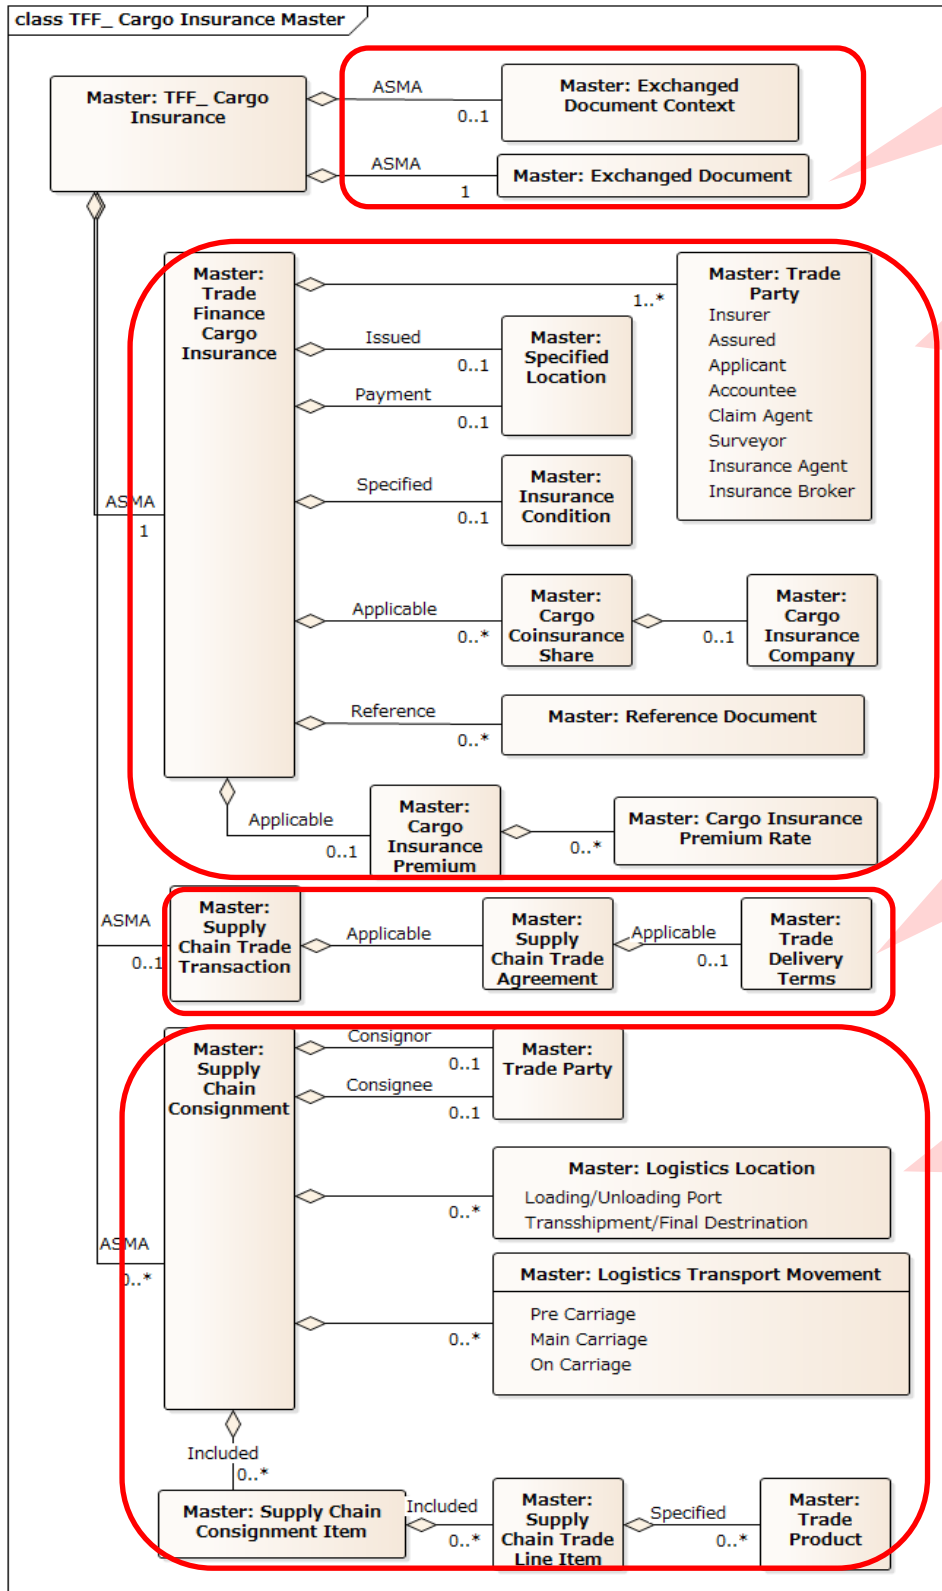 class TFF_ Cargo Insurance Master
Master: TFF_ Cargo
Insurance
ASMA
0..1
Master: Exchanged
Document Context
ASMA
1
Master: Exchanged Document
Master:
Trade
Finance
Cargo
Insurance
ASMA
1
1..*
Master: Trade
Party
Insurer
Assured
Applicant
Accountee
Claim Agent
Surveyor
Insurance Agent
Insurance Broker
Issued
0..1
Payment
0..1
Master:
Specified
Location
Specified
0..1
Master:
Insurance
Condition
Applicable
0..*
Master:
Cargo
Coinsurance
Share
0..1
Master:
Cargo
Insurance
Company
Reference
0..*
Master: Reference Document
Applicable
0..1
Master:
Cargo
Insurance
Premium
0..*
Master: Cargo Insurance
Premium Rate
ASMA
0..1
Master:
Supply
Chain Trade
Transaction
Applicable
Master:
Supply
Chain Trade
Agreement
Applicable
0..1
Master:
Trade
Delivery
Terms
ASMA
0..*
Master:
Supply
Chain
Consignment
Consignor
0..1
Consignee
0..1
Master:
Trade Party
0..*
Master: Logistics Location
Loading/Unloading Port
Transshipment/Final Destrination
0..*
Master: Logistics Transport Movement
Pre Carriage
Main Carriage
On Carriage
Included
0..*
Master: Supply Chain
Consignment Item
Included
0..*
Master:
Supply
Chain Trade
Line Item
Specified
0..*
Master:
Trade
Product